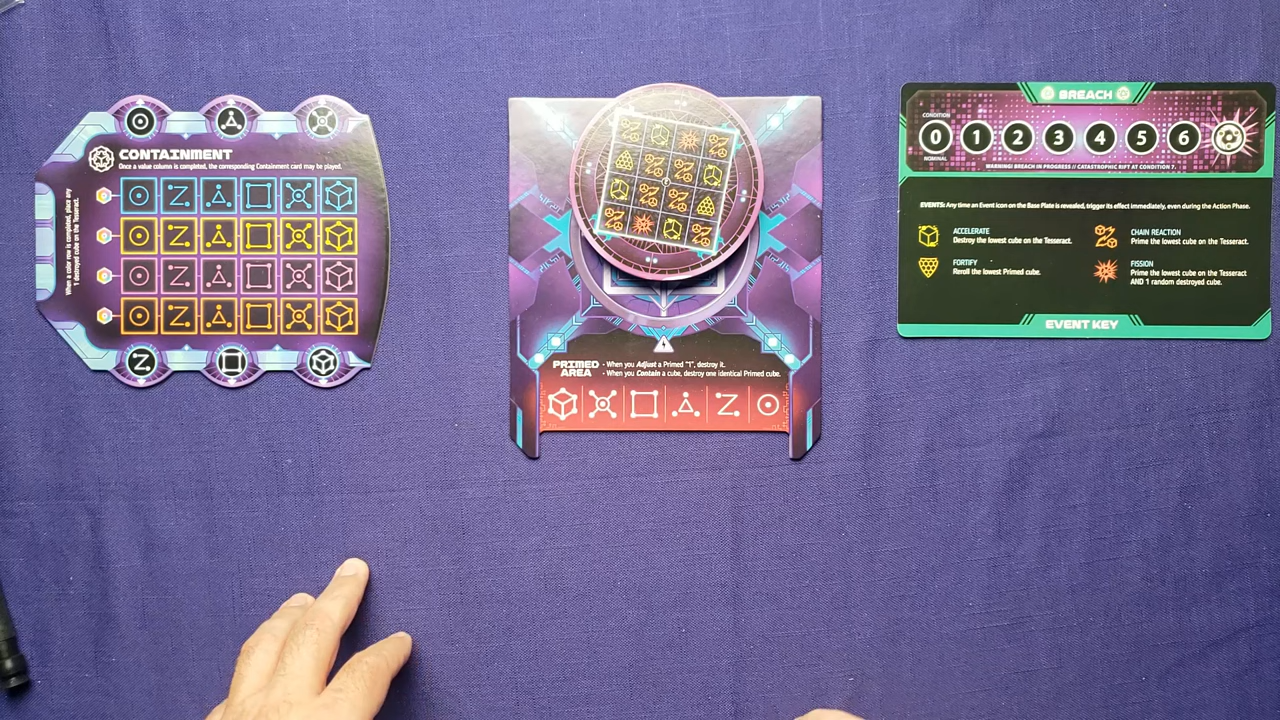 CONTAINMENT
Once a value column is completed, the corresponding Containment card may be played.
When a color row is completed, place any
1 destroyed cube on the Tesseract.
PRIMED
AREA
- When you Adjust a Primed "1", destroy it.
- When you Contain a cube, destroy one identical Primed cube.
BREACH
CONDITION
0 1 2 3 4 5 6
NOMINAL
WARNING! BREACH IN PROGRESS // CATASTROPHIC RIFT AT CONDITION 7.
EVENTS: Any time an Event icon on the Base Plate is revealed, trigger its effect immediately, even during the Action Phase.
ACCELERATE
Destroy the lowest cube on the Tesseract.
FORTIFY
Reroll the lowest Primed cube.
CHAIN REACTION
Prime the lowest cube on the Tesseract.
FISSION
Prime the lowest cube on the Tesseract
AND 1 random destroyed cube.
EVENT KEY